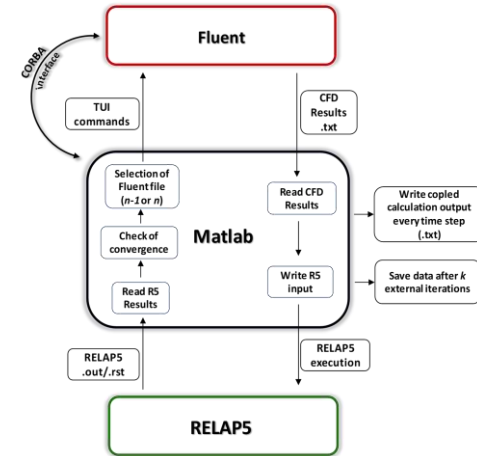 Fluent
CORBA
interface
TUI
commands
CFD
Results
.txt
Selection of
Fluent file
(n-1 or n)
Read CFD
Results
Write copled
calculation output
every time step
(.txt)
Check of
convergence
Matlab
Read R5
Results
Write R5
input
Save data after k
external iterations
RELAP5
.out/.rst
RELAP5
execution
RELAP5